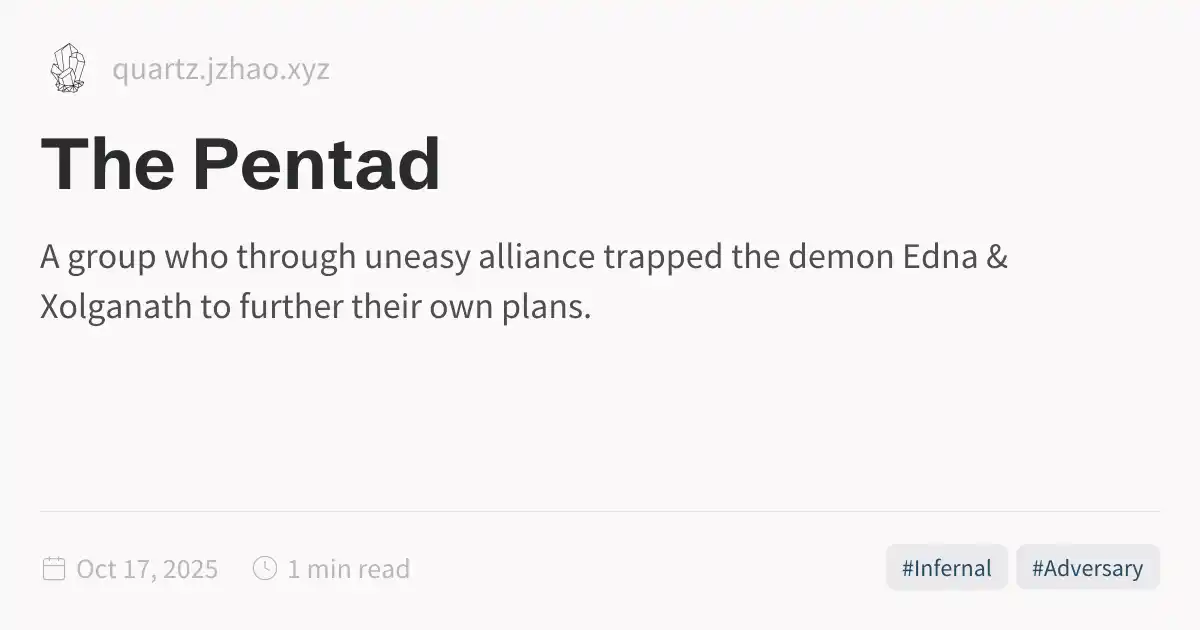 quartz.jzhao.xyz
The Pentad
A group who through uneasy alliance trapped the demon Edna &
Xolganath to further their own plans.
Oct 17, 2025 1 min read #Infernal #Adversary